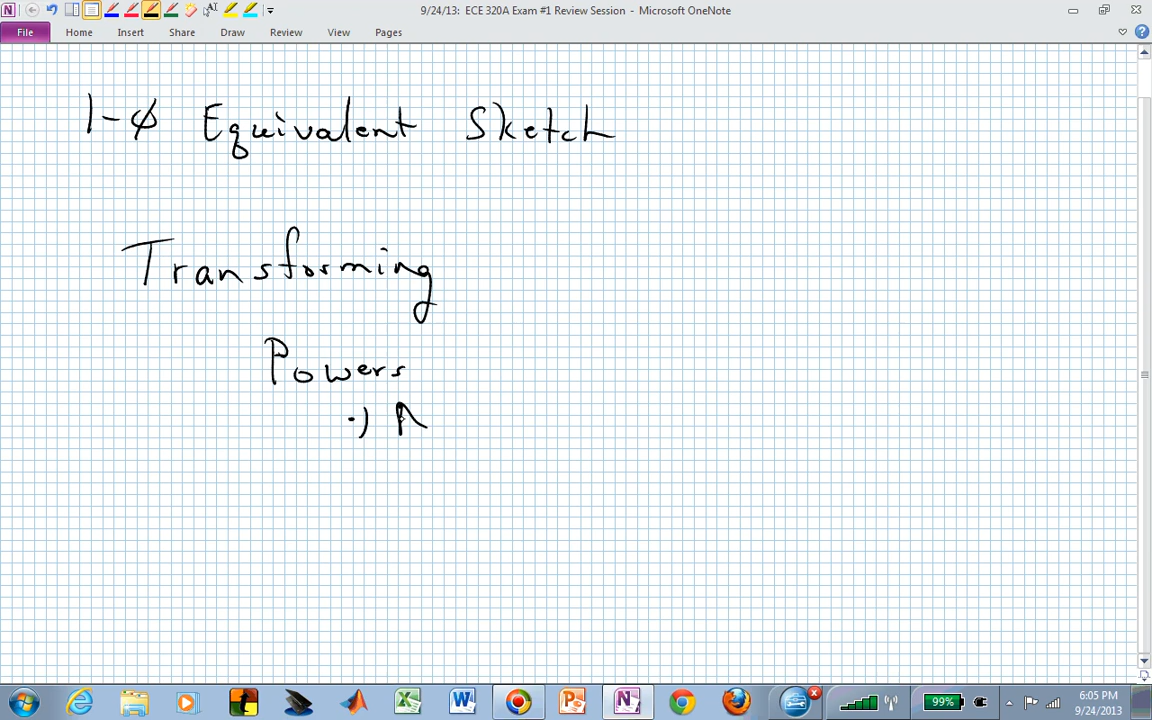 9/24/13: ECE 320A Exam #1 Review Session - Microsoft OneNote
File Home Insert Share Draw Review View Pages
1-ϕ Equivalent Sketch
Transforming
Powers
99%
6:05 PM
9/24/2013